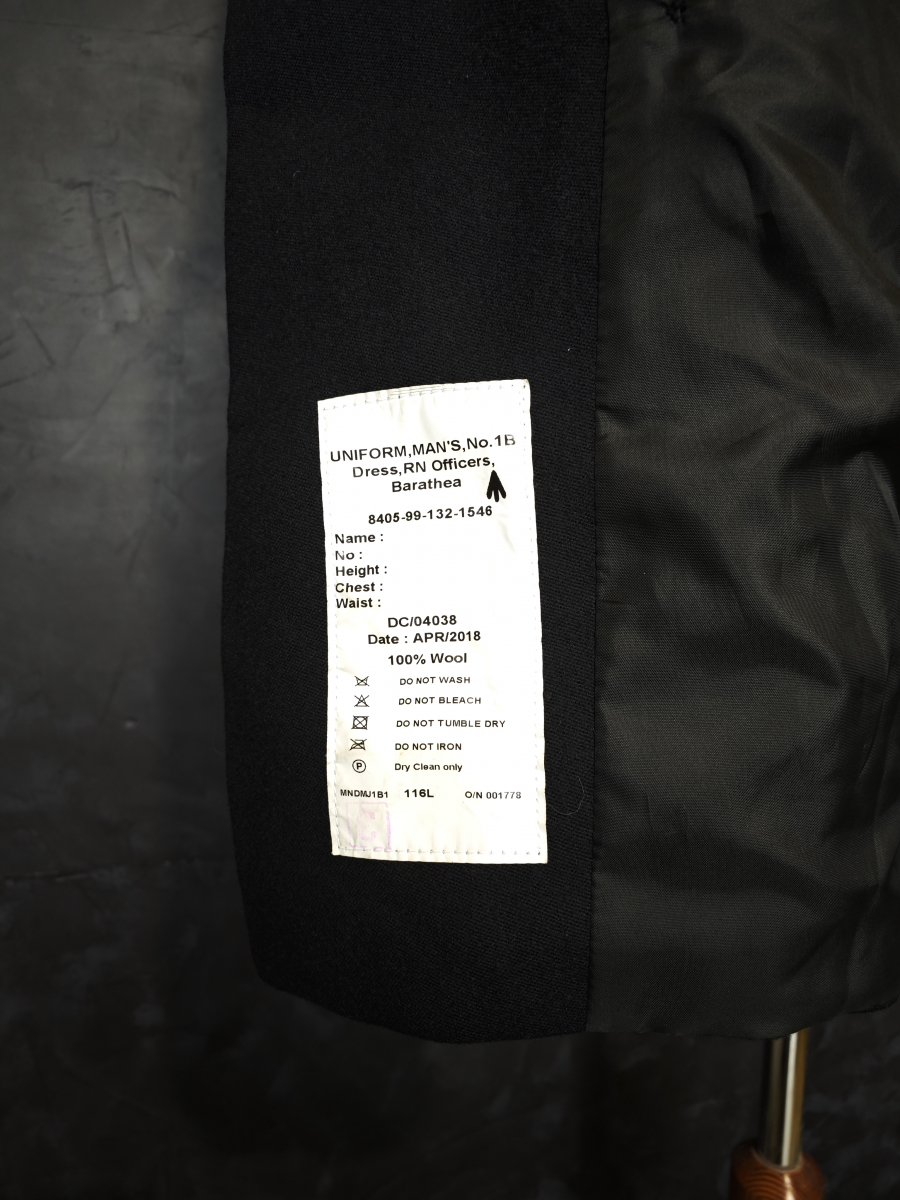 UNIFORM,MAN'S,No.1B
Dress,RN Officers,
Barathea
8405-99-132-1546
Name :
No :
Height :
Chest :
Waist :
DC/04038
Date : APR/2018
100% Wool
DO NOT WASH
DO NOT BLEACH
DO NOT TUMBLE DRY
DO NOT IRON
P Dry Clean only
MNDMJ1B1 116L O/N 001778